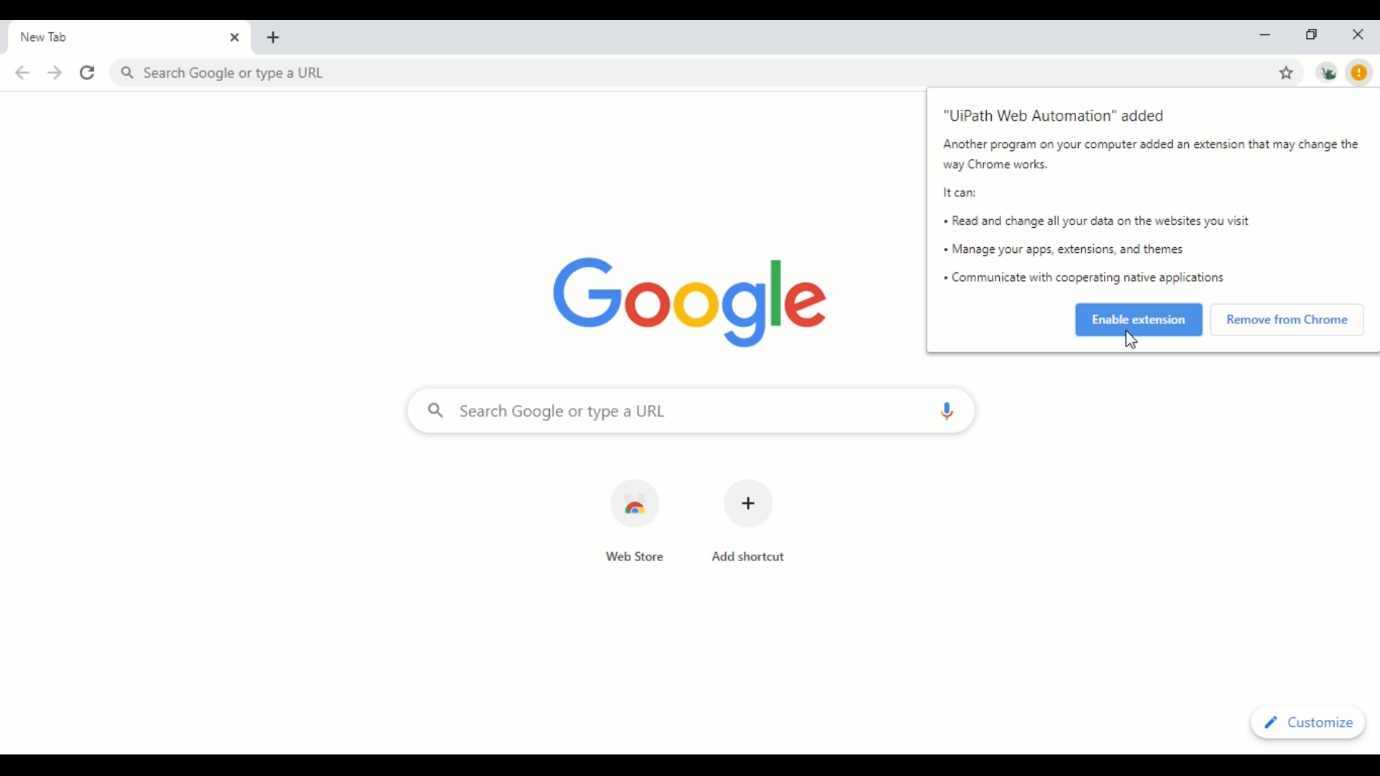 New Tab
Search Google or type a URL
"UiPath Web Automation" added
Another program on your computer added an extension that may change the
way Chrome works.
It can:
• Read and change all your data on the websites you visit
• Manage your apps, extensions, and themes
• Communicate with cooperating native applications
Enable extension Remove from Chrome
Google
Search Google or type a URL
Web Store Add shortcut
Customize